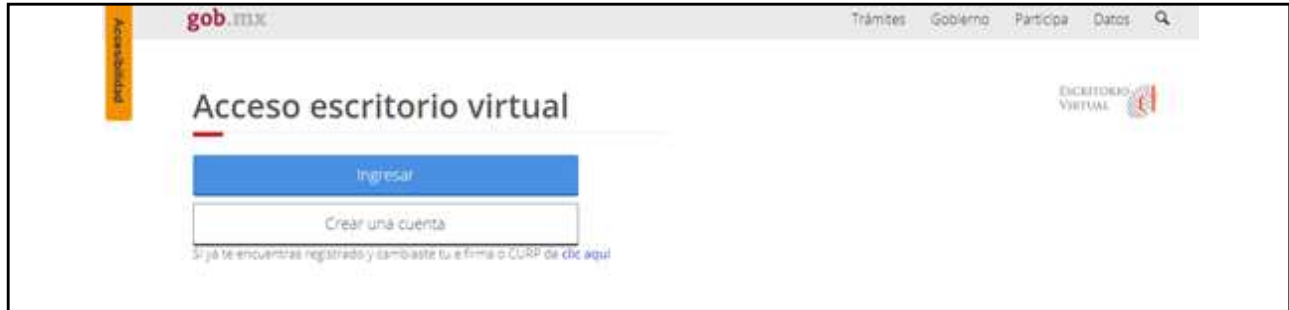 Accesibilidad
gob.mx
Trámites Gobierno Participa Datos
Acceso escritorio virtual
ESCRITORIO
VIRTUAL
Ingresar
Crear una cuenta
Si ya te encuentras registrado y cambiaste tu e.firma o CURP da clic aquí